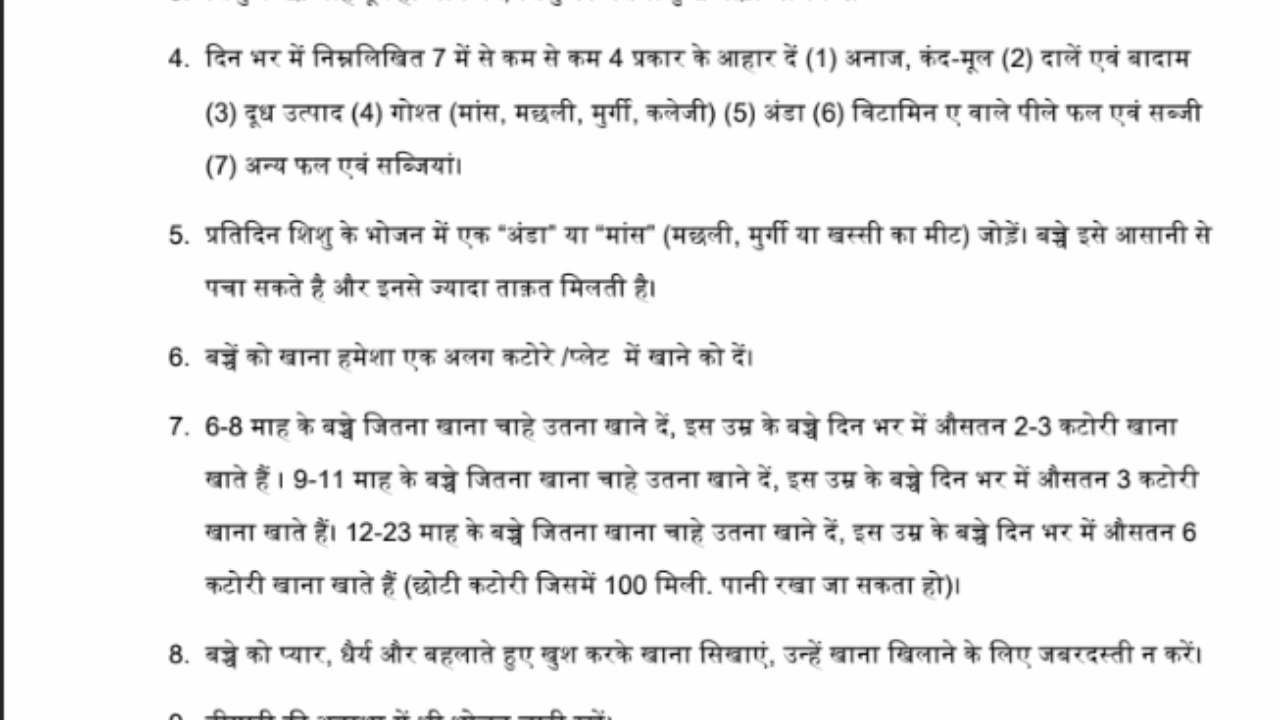 4. दिन भर में निम्नलिखित 7 में से कम से कम 4 प्रकार के आहार दें (1) अनाज, कंद-मूल (2) दालें एवं बादाम
(3) दूध उत्पाद (4) गोश्त (मांस, मछली, मुर्गी, कलेजी) (5) अंडा (6) विटामिन ए वाले पीले फल एवं सब्जी
(7) अन्य फल एवं सब्जियां।
5. प्रतिदिन शिशु के भोजन में एक “अंडा” या “मांस” (मछली, मुर्गी या खस्सी का मीट) जोड़ें। बच्चे इसे आसानी से
पचा सकते है और इनसे ज्यादा ताक़त मिलती है।
6. बच्चें को खाना हमेशा एक अलग कटोरे /प्लेट में खाने को दें।
7. 6-8 माह के बच्चे जितना खाना चाहे उतना खाने दें, इस उम्र के बच्चे दिन भर में औसतन 2-3 कटोरी खाना
खाते हैं । 9-11 माह के बच्चे जितना खाना चाहे उतना खाने दें, इस उम्र के बच्चे दिन भर में औसतन 3 कटोरी
खाना खाते हैं। 12-23 माह के बच्चे जितना खाना चाहे उतना खाने दें, इस उम्र के बच्चे दिन भर में औसतन 6
कटोरी खाना खाते हैं (छोटी कटोरी जिसमें 100 मिली. पानी रखा जा सकता हो)।
8. बच्चे को प्यार, धैर्य और बहलाते हुए खुश करके खाना सिखाएं, उन्हें खाना खिलाने के लिए जबरदस्ती न करें।